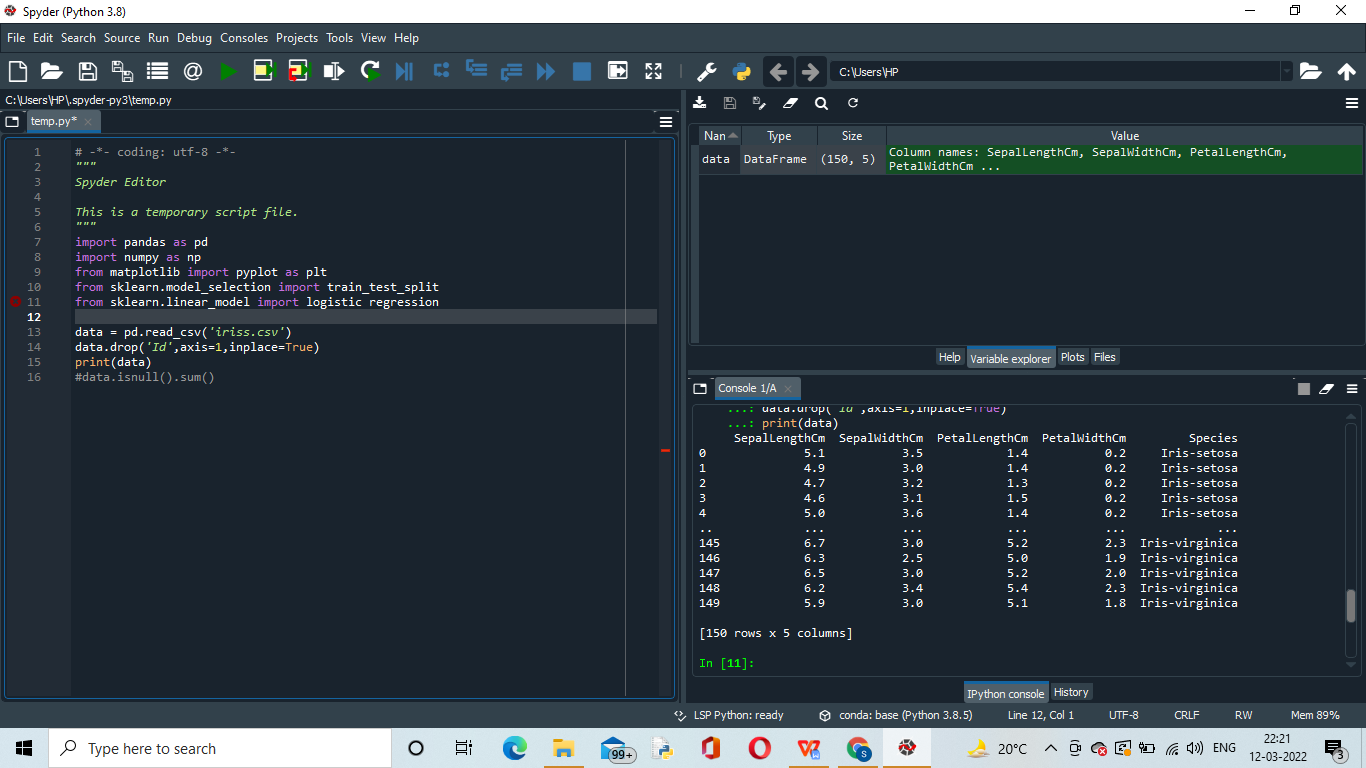 Spyder (Python 3.8)
File Edit Search Source Run Debug Consoles Projects Tools View Help
C:\Users\HP
C:\Users\HP\.spyder-py3\temp.py
temp.py*
1 # -*- coding: utf-8 -*-
2 """
3 Spyder Editor
4
5 This is a temporary script file.
6 """
7 import pandas as pd
8 import numpy as np
9 from matplotlib import pyplot as plt
10 from sklearn.model_selection import train_test_split
11 from sklearn.linear_model import logistic regression
12
13 data = pd.read_csv('iriss.csv')
14 data.drop('Id',axis=1,inplace=True)
15 print(data)
16 #data.isnull().sum()
Nan Type Size Value
data DataFrame (150, 5) Column names: SepalLengthCm, SepalWidthCm, PetalLengthCm,
PetalWidthCm ...
Help Variable explorer Plots Files
Console 1/A
...: data.drop('Id',axis=1,inplace=True)
...: print(data)
SepalLengthCm SepalWidthCm PetalLengthCm PetalWidthCm Species
0 5.1 3.5 1.4 0.2 Iris-setosa
1 4.9 3.0 1.4 0.2 Iris-setosa
2 4.7 3.2 1.3 0.2 Iris-setosa
3 4.6 3.1 1.5 0.2 Iris-setosa
4 5.0 3.6 1.4 0.2 Iris-setosa
.. ... ... ... ... ...
145 6.7 3.0 5.2 2.3 Iris-virginica
146 6.3 2.5 5.0 1.9 Iris-virginica
147 6.5 3.0 5.2 2.0 Iris-virginica
148 6.2 3.4 5.4 2.3 Iris-virginica
149 5.9 3.0 5.1 1.8 Iris-virginica
[150 rows x 5 columns]
In [11]:
IPython console History
LSP Python: ready conda: base (Python 3.8.5) Line 12, Col 1 UTF-8 CRLF RW Mem 89%
Type here to search
99+
S
20°C
ENG
22:21
12-03-2022
3